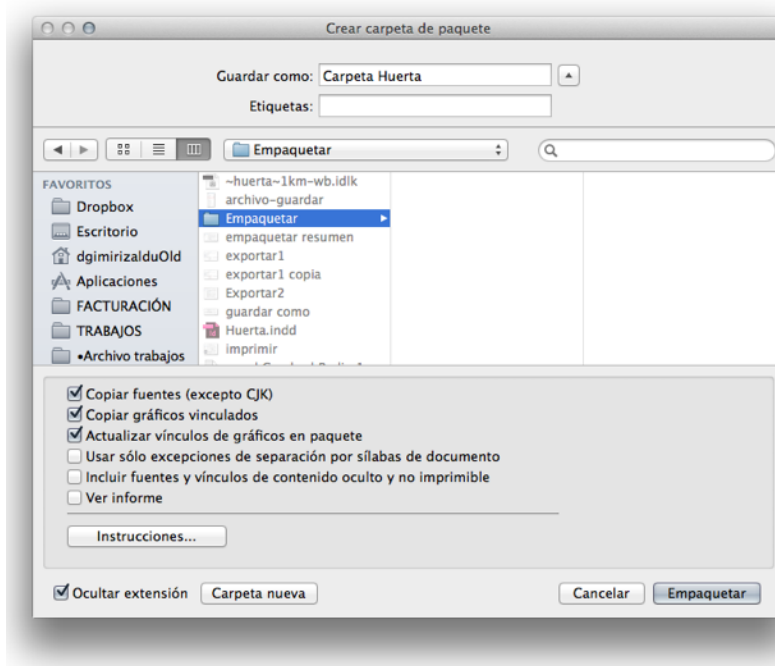 Crear carpeta de paquete
Guardar como: Carpeta Huerta
Etiquetas:
Empaquetar
FAVORITOS
Dropbox
Escritorio
dgimirizalduOld
Aplicaciones
FACTURACIÓN
TRABAJOS
•Archivo trabajos
~huerta~1km-wb.idlk
archivo-guardar
Empaquetar
empaquetar resumen
exportar1
exportar1 copia
Exportar2
guardar como
Huerta.indd
imprimir
Copiar fuentes (excepto CJK)
Copiar gráficos vinculados
Actualizar vínculos de gráficos en paquete
Usar sólo excepciones de separación por sílabas de documento
Incluir fuentes y vínculos de contenido oculto y no imprimible
Ver informe
Instrucciones...
Ocultar extensión Carpeta nueva Cancelar Empaquetar